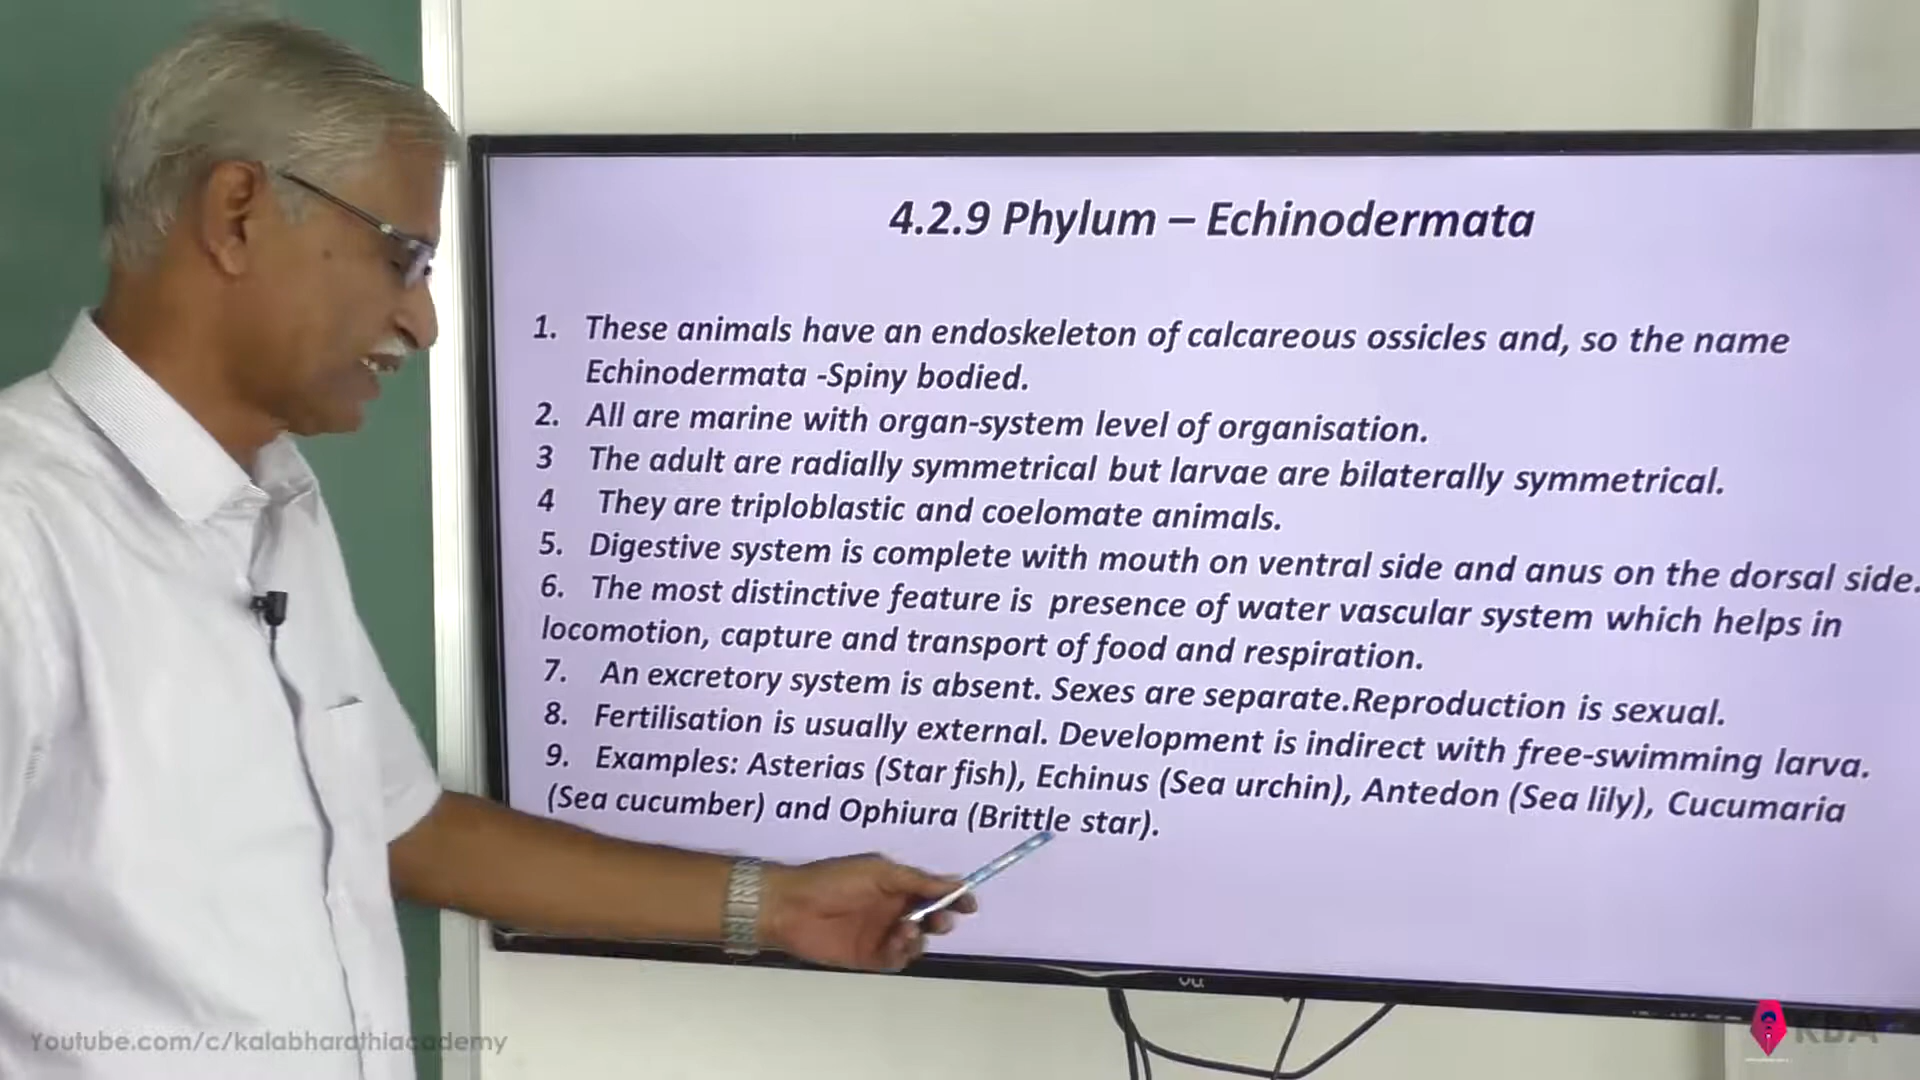 4.2.9 Phylum – Echinodermata
1. These animals have an endoskeleton of calcareous ossicles and, so the name
Echinodermata -Spiny bodied.
2. All are marine with organ-system level of organisation.
3 The adult are radially symmetrical but larvae are bilaterally symmetrical.
4 They are triploblastic and coelomate animals.
5. Digestive system is complete with mouth on ventral side and anus on the dorsal side.
6. The most distinctive feature is presence of water vascular system which helps in
locomotion, capture and transport of food and respiration.
7. An excretory system is absent. Sexes are separate.Reproduction is sexual.
8. Fertilisation is usually external. Development is indirect with free-swimming larva.
9. Examples: Asterias (Star fish), Echinus (Sea urchin), Antedon (Sea lily), Cucumaria
(Sea cucumber) and Ophiura (Brittle star).
VU
Youtube.com/c/kalabharathiacademy
KBA